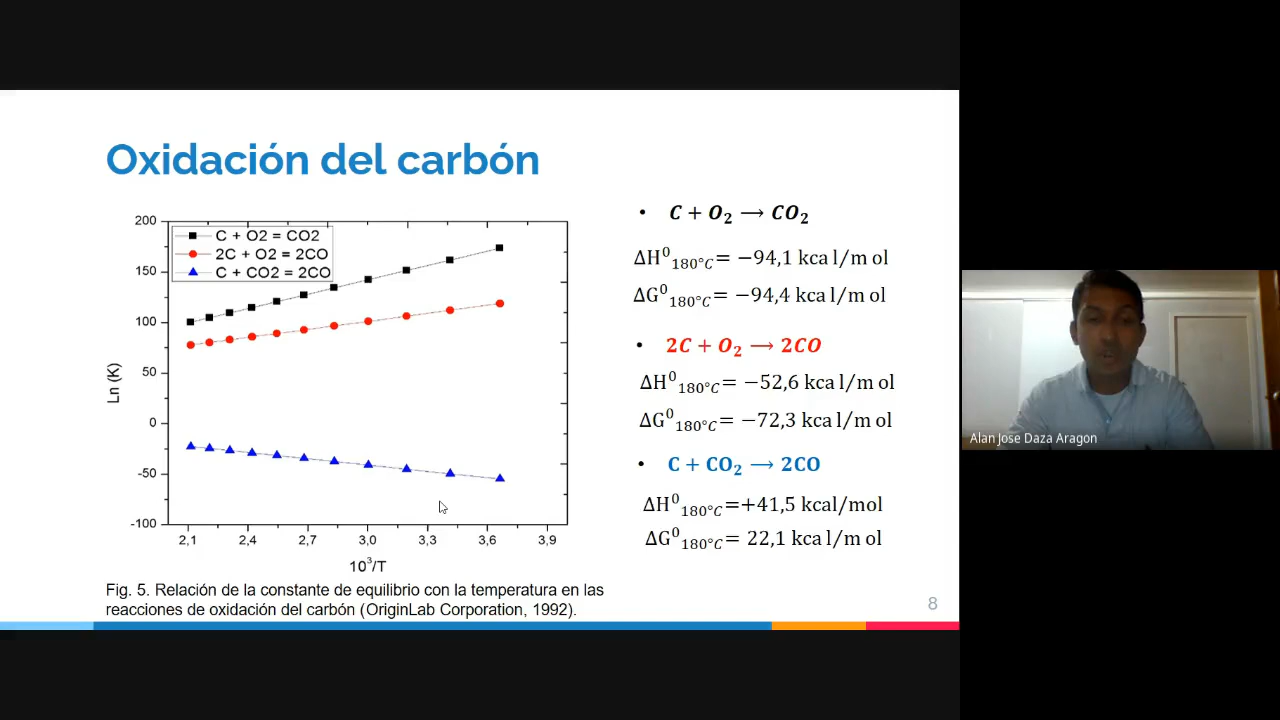 Oxidación del carbón
200
150
100
50
0
-50
-100
Ln (K)
C + O2 = CO2
2C + O2 = 2CO
C + CO2 = 2CO
2,1 2,4 2,7 3,0 3,3 3,6 3,9
10³/T
Fig. 5. Relación de la constante de equilibrio con la temperatura en las
reacciones de oxidación del carbón (OriginLab Corporation, 1992).
• C + O₂ ⟶ CO₂
ΔH⁰₁₈₀°C= −94,1 kca l/m ol
ΔG⁰₁₈₀°C= −94,4 kca l/m ol
• 2C + O₂ ⟶ 2CO
ΔH⁰₁₈₀°C= −52,6 kca l/m ol
ΔG⁰₁₈₀°C= −72,3 kca l/m ol
• C + CO₂ ⟶ 2CO
ΔH⁰₁₈₀°C=+41,5 kcal/mol
ΔG⁰₁₈₀°C= 22,1 kca l/m ol
8
Alan Jose Daza Aragon